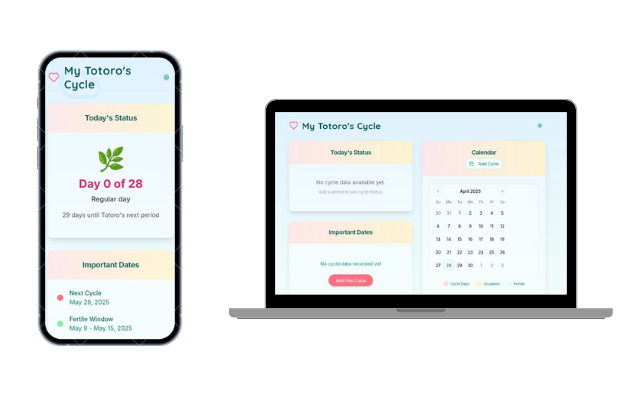 My Totoro's
Cycle
Today's Status
Day 0 of 28
Regular day
29 days until Totoro's next period
Important Dates
Next Cycle
May 28, 2025
Fertile Window
May 9 - May 15, 2025
My Totoro's Cycle
Today's Status
No cycle data available yet.
Add a period to see cycle status.
Important Dates
No cycle data recorded yet
Add First Cycle
Calendar
Add Cycle
April 2025
Su Mo Tu We Th Fr Sa
30 31 1 2 3 4 5
6 7 8 9 10 11 12
13 14 15 16 17 18 19
20 21 22 23 24 25 26
27 28 29 30 1 2 3
Cycle Days Ovulation Fertile